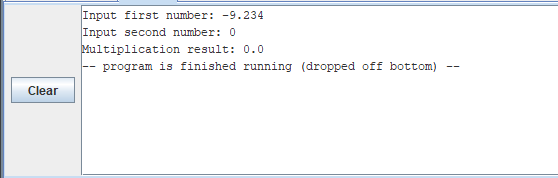 Input first number: -9.234
Input second number: 0
Multiplication result: 0.0
-- program is finished running (dropped off bottom) --
Clear